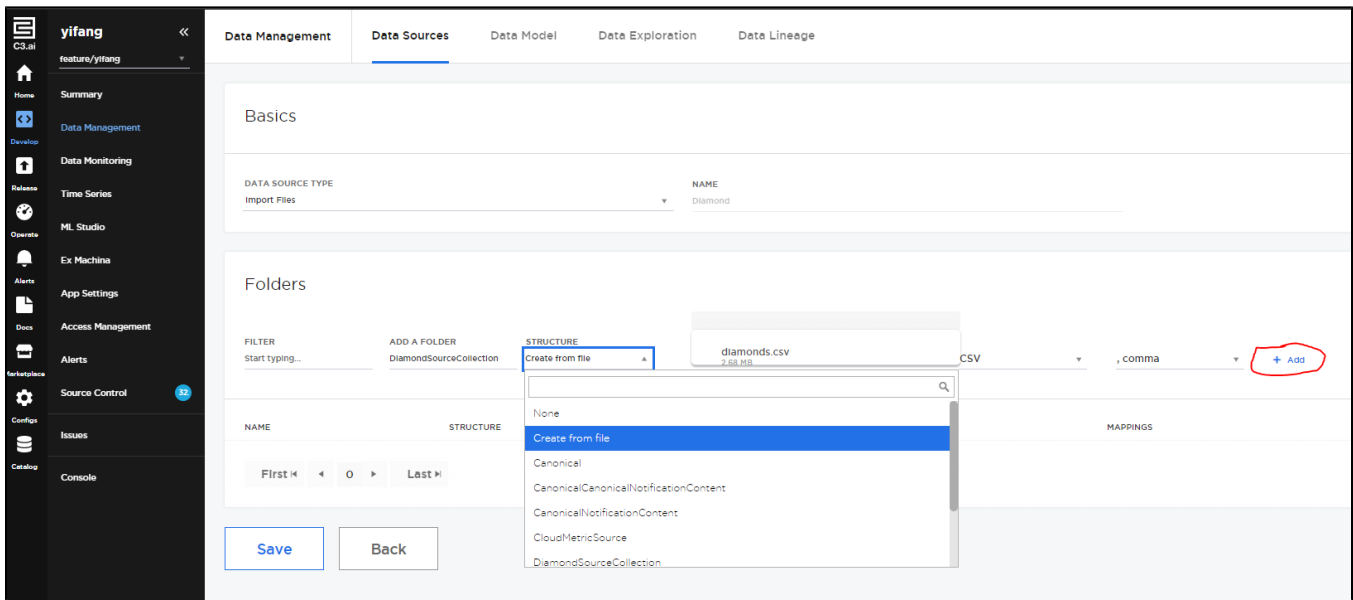 C3.ai
Home
Develop
Release
Operate
Alerts
Docs
Marketplace
Configs
Catalog
yifang «
feature/yifang
Summary
Data Management
Data Monitoring
Time Series
ML Studio
Ex Machina
App Settings
Access Management
Alerts
Source Control 32
Issues
Console
Data Management Data Sources Data Model Data Exploration Data Lineage
Basics
DATA SOURCE TYPE NAME
Import Files Diamond
Folders
FILTER ADD A FOLDER STRUCTURE
Start typing... DiamondSourceCollection Create from file diamonds.csv CSV , comma + Add
2.68 MB
NAME STRUCTURE MAPPINGS
None
Create from file
Canonical
CanonicalCanonicalNotificationContent
CanonicalNotificationContent
CloudMetricSource
DiamondSourceCollection
First 0 Last
Save Back